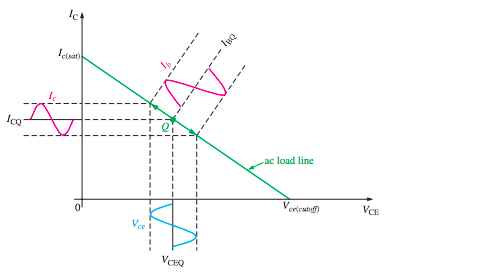 I_C
I_c(sat)
I_b
I_BQ
I_c
I_CQ
Q
ac load line
0
V_ce(cutoff)
V_CE
V_ce
V_CEQ